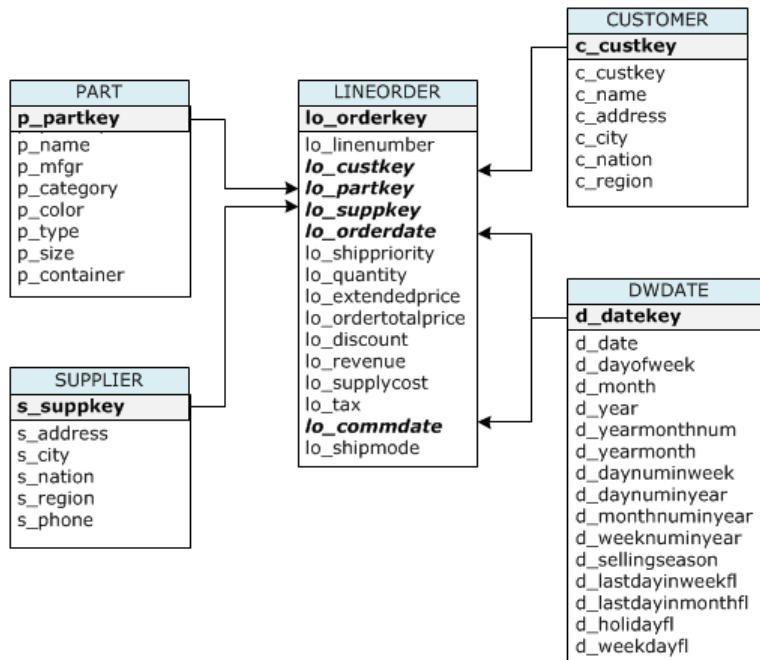 PART
p_partkey
p_name
p_mfgr
p_category
p_color
p_type
p_size
p_container
SUPPLIER
s_suppkey
s_address
s_city
s_nation
s_region
s_phone
LINEORDER
lo_orderkey
lo_linenumber
lo_custkey
lo_partkey
lo_suppkey
lo_orderdate
lo_shippriority
lo_quantity
lo_extendedprice
lo_ordertotalprice
lo_discount
lo_revenue
lo_supplycost
lo_tax
lo_commdate
lo_shipmode
CUSTOMER
c_custkey
c_custkey
c_name
c_address
c_city
c_nation
c_region
DWDATE
d_datekey
d_date
d_dayofweek
d_month
d_year
d_yearmonthnum
d_yearmonth
d_daynuminweek
d_daynuminyear
d_monthnuminyear
d_weeknuminyear
d_sellingseason
d_lastdayinweekfl
d_lastdayinmonthfl
d_holidayfl
d_weekdayfl